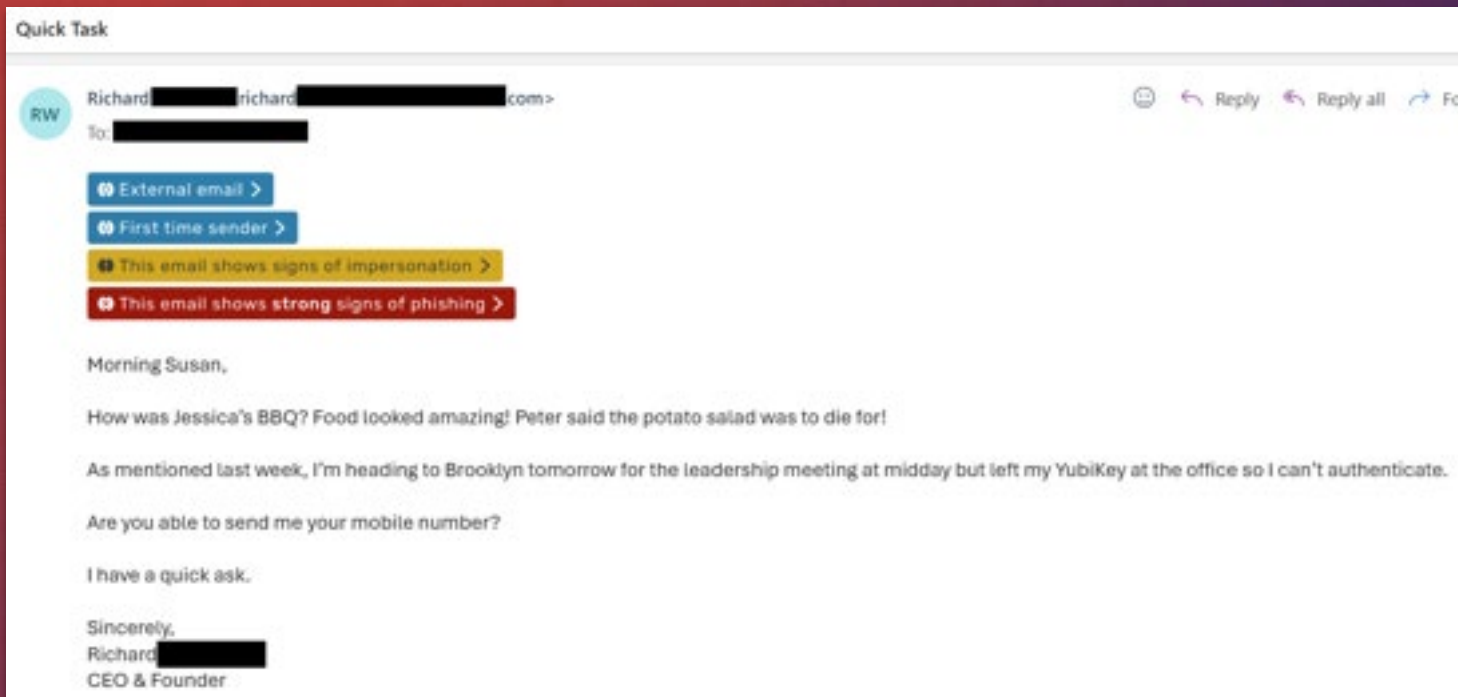 Quick Task
RW
Richard richard com>
Reply
Reply all
Fo
To:
External email >
First time sender >
This email shows signs of impersonation >
This email shows strong signs of phishing >
Morning Susan,
How was Jessica's BBQ? Food looked amazing! Peter said the potato salad was to die for!
As mentioned last week, I'm heading to Brooklyn tomorrow for the leadership meeting at midday but left my YubiKey at the office so I can't authenticate.
Are you able to send me your mobile number?
I have a quick ask.
Sincerely,
Richard
CEO & Founder